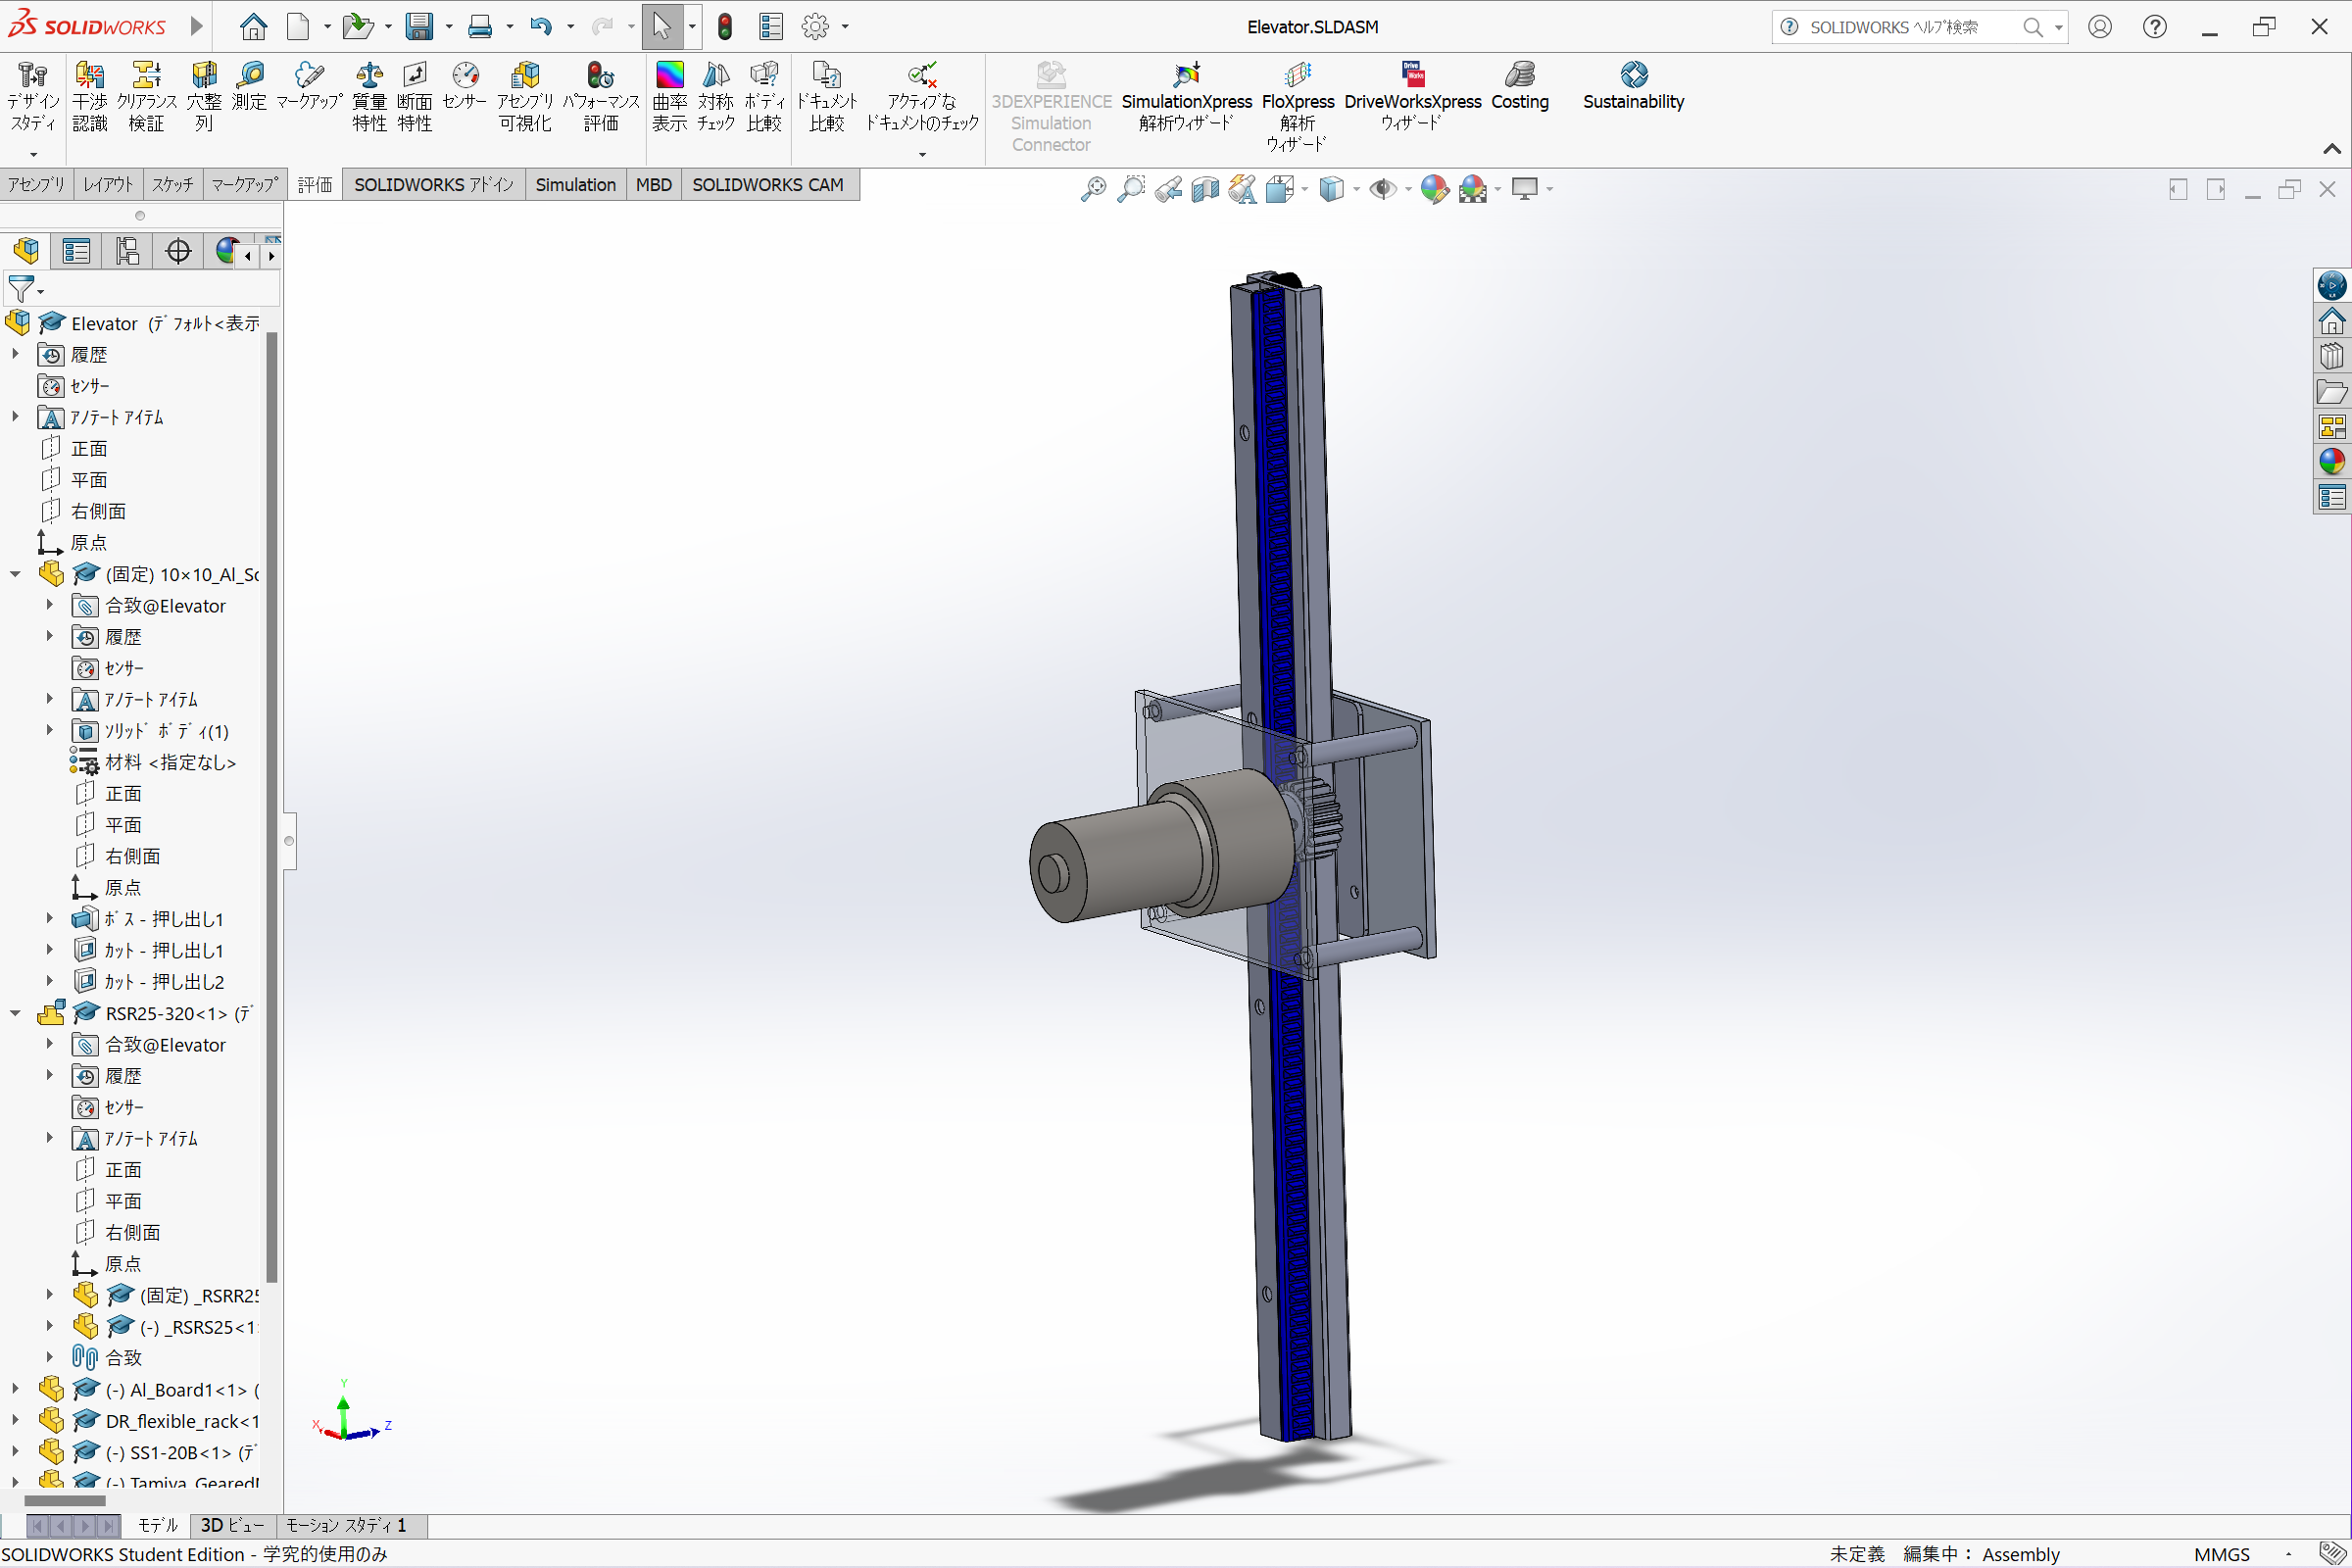 SOLIDWORKS
Elevator.SLDASM
SOLIDWORKS ﾍﾙﾌﾟ検索
デザイン
スタディ
干渉
認識
クリアランス
検証
穴整
列
測定
マークアップ
質量
特性
断面
特性
センサー
アセンブリ
可視化
パフォーマンス
評価
曲率
表示
対称
チェック
ボディ
比較
ドキュメント
比較
アクティブな
ドキュメントのチェック
3DEXPERIENCE
Simulation
Connector
SimulationXpress
解析ウィザード
FloXpress
解析
ウィザード
DriveWorksXpress
ウィザード
Costing
Sustainability
アセンブリ
レイアウト
スケッチ
マークアップ
評価
SOLIDWORKS アドイン
Simulation
MBD
SOLIDWORKS CAM
Elevator (ﾃﾞﾌｫﾙﾄ<表示
履歴
ｾﾝｻｰ
ｱﾉﾃｰﾄ ｱｲﾃﾑ
正面
平面
右側面
原点
(固定) 10×10_Al_Sq
合致@Elevator
履歴
ｾﾝｻｰ
ｱﾉﾃｰﾄ ｱｲﾃﾑ
ｿﾘｯﾄﾞ ﾎﾞﾃﾞｨ(1)
材料 <指定なし>
正面
平面
右側面
原点
ﾎﾞｽ - 押し出し1
ｶｯﾄ - 押し出し1
ｶｯﾄ - 押し出し2
RSR25-320<1> (ﾃﾞ
合致@Elevator
履歴
ｾﾝｻｰ
ｱﾉﾃｰﾄ ｱｲﾃﾑ
正面
平面
右側面
原点
(固定) _RSRR25
(-) _RSRS25<1>
合致
(-) Al_Board1<1> (
DR_flexible_rack<1
(-) SS1-20B<1> (ﾃﾞ
(-) Tamiya_GearedM
Y
X
Z
モデル
3D ビュー
モーション スタディ 1
SOLIDWORKS Student Edition - 学究的使用のみ
未定義
編集中： Assembly
MMGS